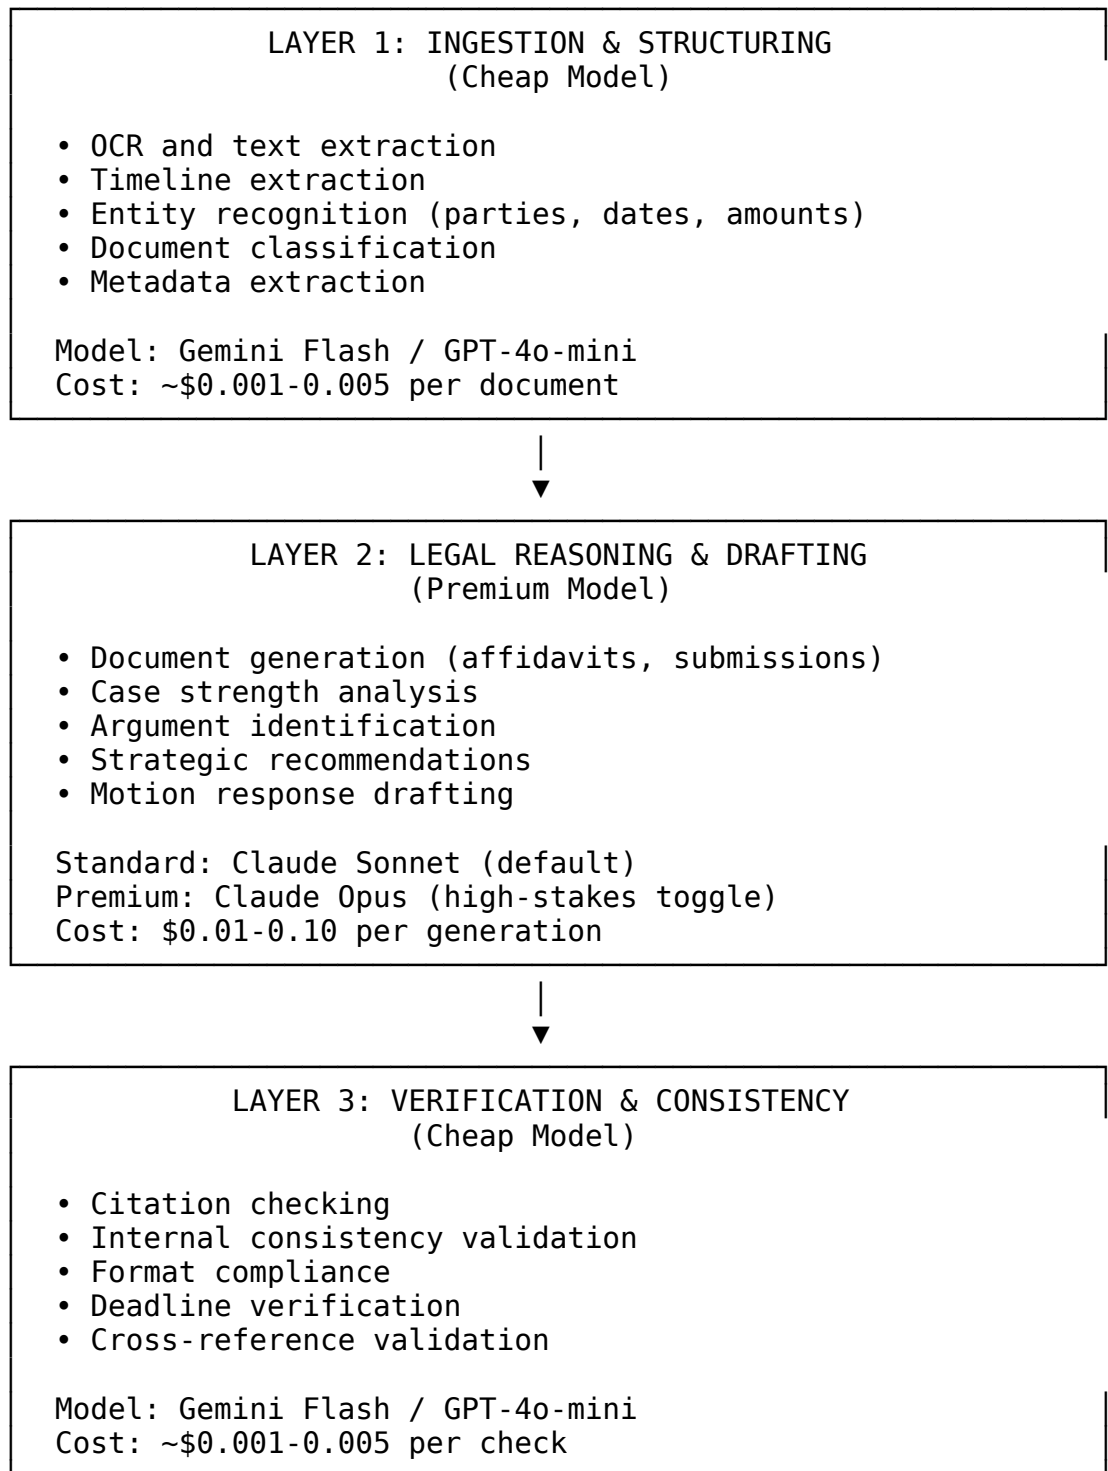 LAYER 1: INGESTION & STRUCTURING
(Cheap Model)
• OCR and text extraction
• Timeline extraction
• Entity recognition (parties, dates, amounts)
• Document classification
• Metadata extraction
Model: Gemini Flash / GPT-4o-mini
Cost: ~$0.001-0.005 per document
▼
LAYER 2: LEGAL REASONING & DRAFTING
(Premium Model)
• Document generation (affidavits, submissions)
• Case strength analysis
• Argument identification
• Strategic recommendations
• Motion response drafting
Standard: Claude Sonnet (default)
Premium: Claude Opus (high-stakes toggle)
Cost: $0.01-0.10 per generation
▼
LAYER 3: VERIFICATION & CONSISTENCY
(Cheap Model)
• Citation checking
• Internal consistency validation
• Format compliance
• Deadline verification
• Cross-reference validation
Model: Gemini Flash / GPT-4o-mini
Cost: ~$0.001-0.005 per check